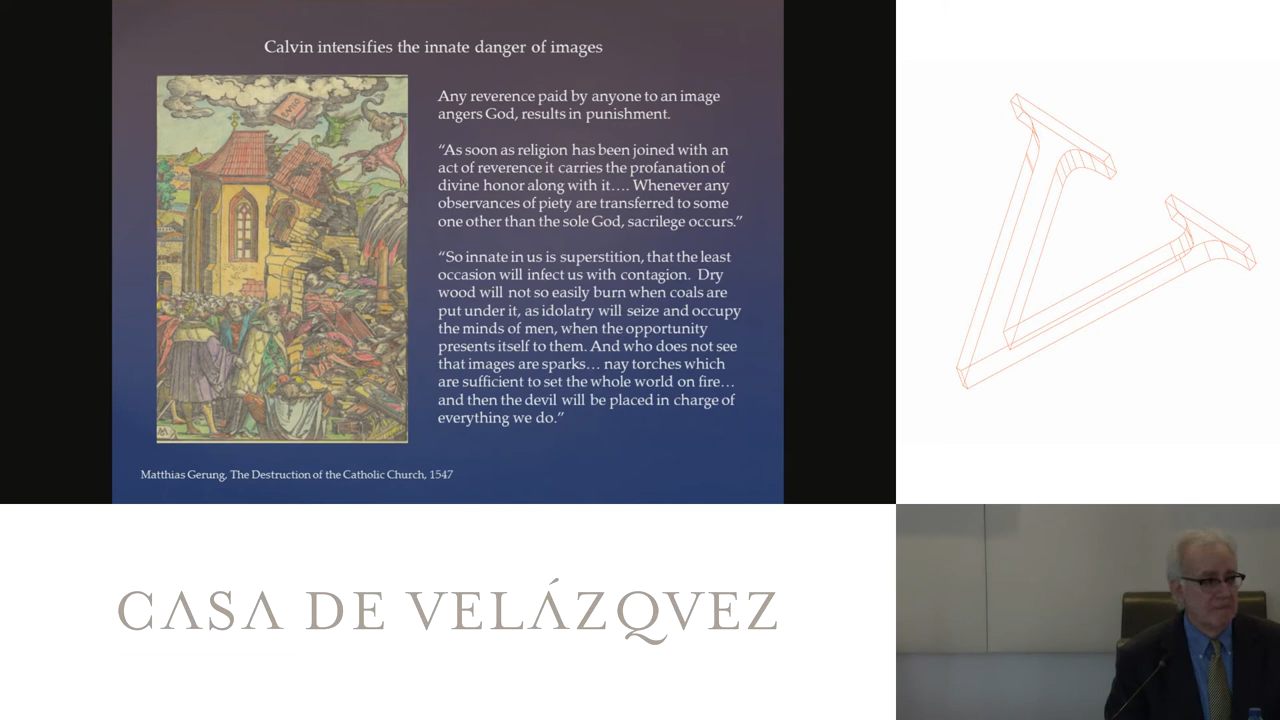 Calvin intensifies the innate danger of images
Any reverence paid by anyone to an image
angers God, results in punishment.
“As soon as religion has been joined with an
act of reverence it carries the profanation of
divine honor along with it…. Whenever any
observances of piety are transferred to some
one other than the sole God, sacrilege occurs.”
“So innate in us is superstition, that the least
occasion will infect us with contagion. Dry
wood will not so easily burn when coals are
put under it, as idolatry will seize and occupy
the minds of men, when the opportunity
presents itself to them. And who does not see
that images are sparks… nay torches which
are sufficient to set the whole world on fire…
and then the devil will be placed in charge of
everything we do.”
Matthias Gerung, The Destruction of the Catholic Church, 1547
CASA DE VELÁZQVEZ